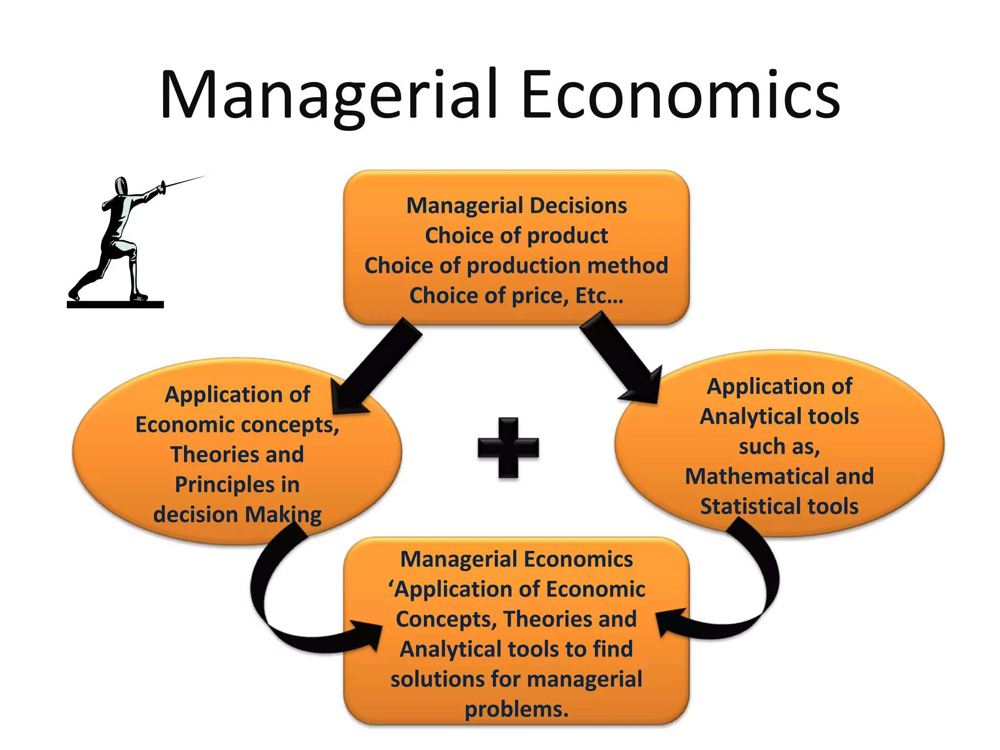 Managerial Economics
Managerial Decisions
Choice of product
Choice of production method
Choice of price, Etc…
Application of
Economic concepts,
Theories and
Principles in
decision Making
Application of
Analytical tools
such as,
Mathematical and
Statistical tools
Managerial Economics
‘Application of Economic
Concepts, Theories and
Analytical tools to find
solutions for managerial
problems.